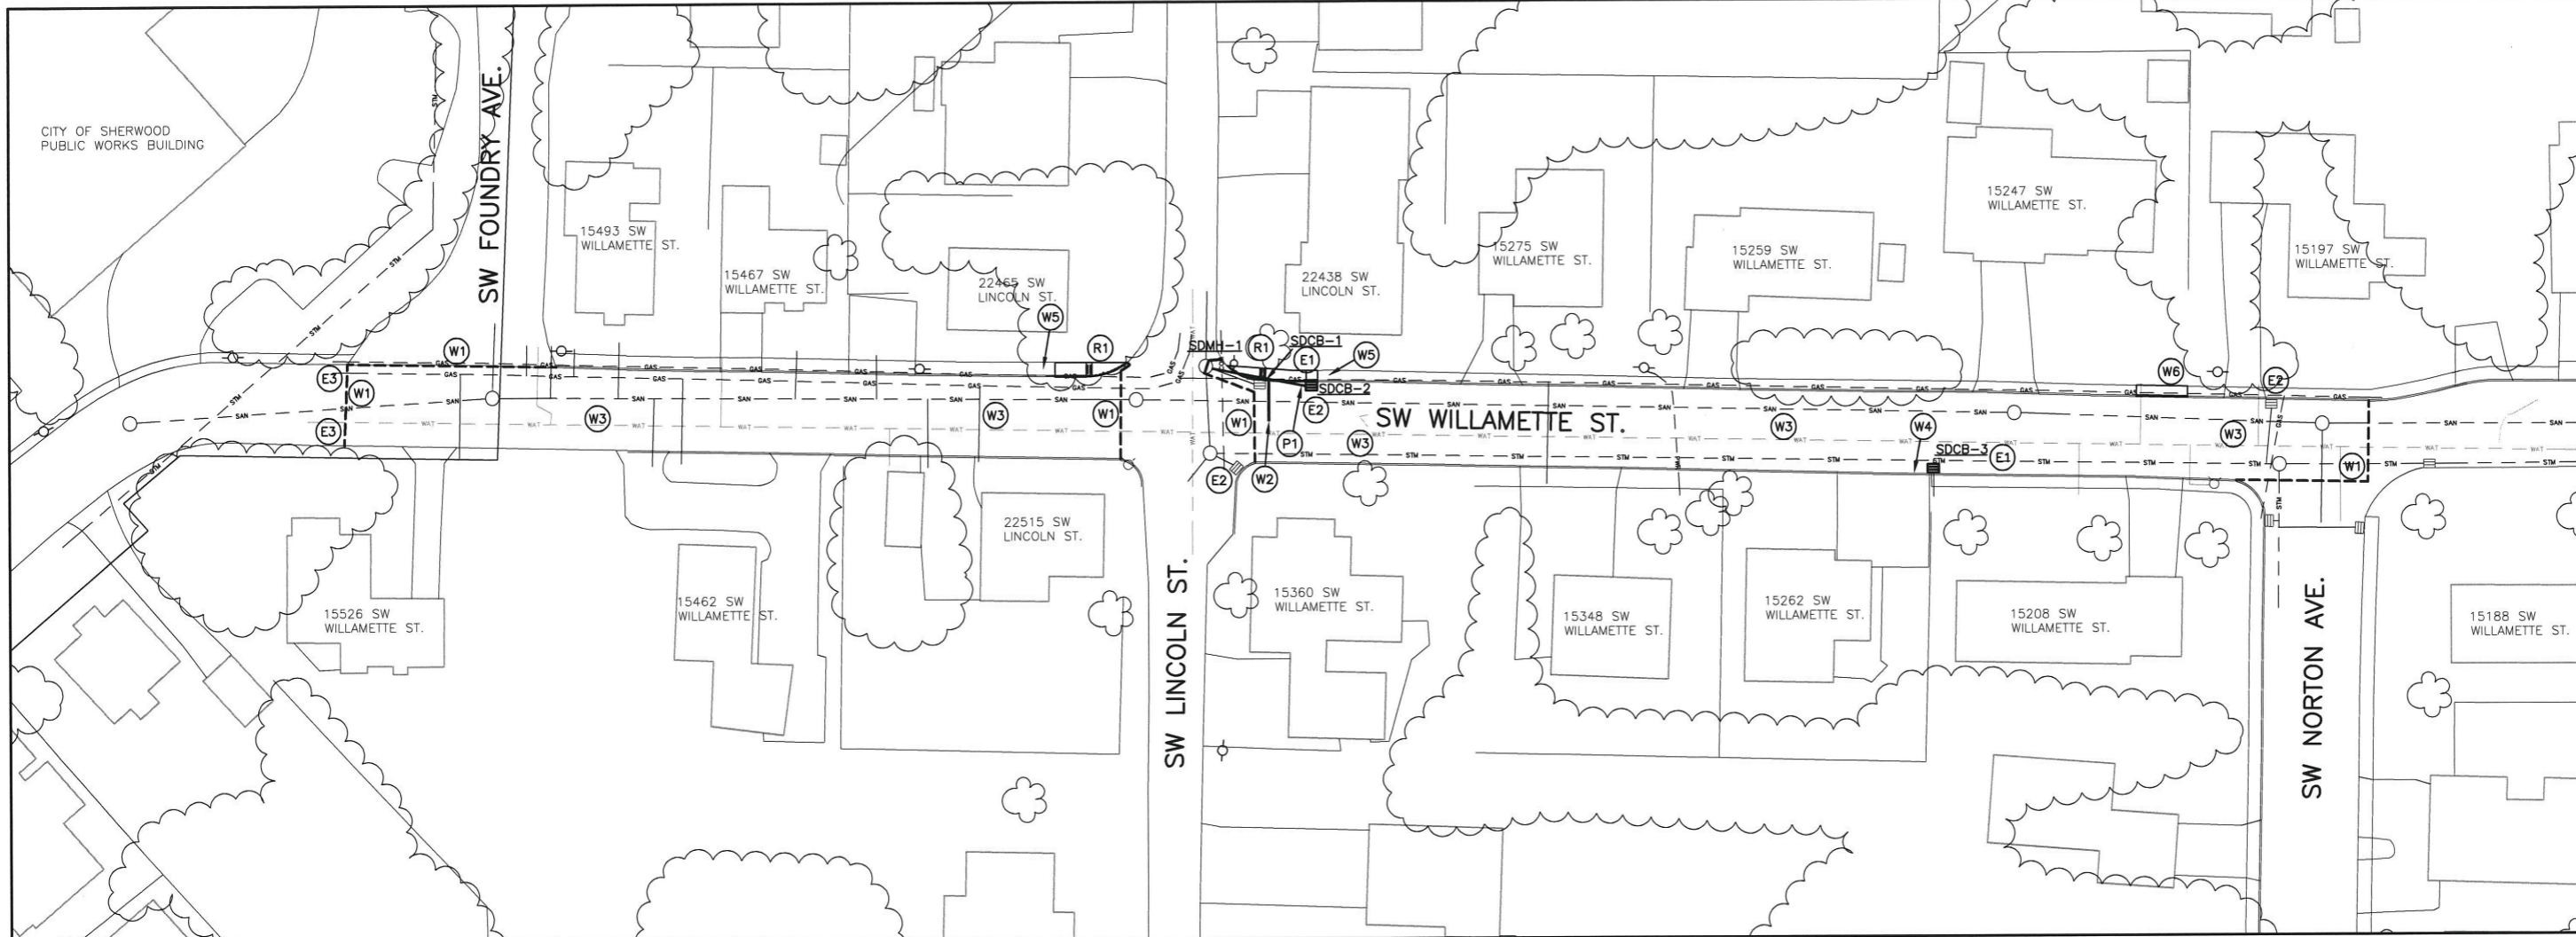 CITY OF SHERWOOD
PUBLIC WORKS BUILDING
SW FOUNDRY AVE.
15493 SW
WILLAMETTE ST.
15467 SW
WILLAMETTE ST.
22465 SW
LINCOLN ST.
22438 SW
LINCOLN ST.
15275 SW
WILLAMETTE ST.
15259 SW
WILLAMETTE ST.
15247 SW
WILLAMETTE ST.
15197 SW
WILLAMETTE ST.
W1
W5
R1
SDMH-1
R1
SDCB-1
E1
W5
W6
E2
E3
W1
SDCB-2
E2
E3
W3
W3
W1
W1
P1
SW WILLAMETTE ST.
W3
W3
W4
W3
SDCB-3
E1
W1
E2
W2
GAS
SAN
WAT
STM
15526 SW
WILLAMETTE ST.
15462 SW
WILLAMETTE ST.
22515 SW
LINCOLN ST.
SW LINCOLN ST.
15360 SW
WILLAMETTE ST.
15348 SW
WILLAMETTE ST.
15262 SW
WILLAMETTE ST.
15208 SW
WILLAMETTE ST.
SW NORTON AVE.
15188 SW
WILLAMETTE ST.